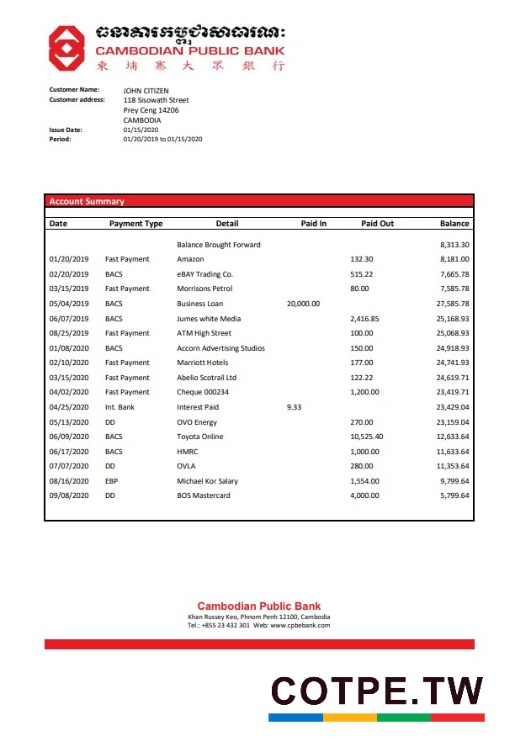 ធនាគារកម្ពុជាសាធារណៈ
CAMBODIAN PUBLIC BANK
柬埔寨大眾銀行
Customer Name: JOHN CITIZEN
Customer address: 118 Sisowath Street
Prey Ceng 14206
CAMBODIA
Issue Date: 01/15/2020
Period: 01/20/2019 to 01/15/2020
Account Summary
Date Payment Type Detail Paid In Paid Out Balance
Balance Brought Forward 8,313.30
01/20/2019 Fast Payment Amazon 132.30 8,181.00
02/20/2019 BACS eBAY Trading Co. 515.22 7,665.78
03/15/2019 Fast Payment Morrisons Petrol 80.00 7,585.78
05/04/2019 BACS Business Loan 20,000.00 27,585.78
06/07/2019 BACS Jumes white Media 2,416.85 25,168.93
08/25/2019 Fast Payment ATM High Street 100.00 25,068.93
01/08/2020 BACS Accorn Advertising Studios 150.00 24,918.93
02/10/2020 Fast Payment Marriott Hotels 177.00 24,741.93
03/15/2020 Fast Payment Abelio Scotrail Ltd 122.22 24,619.71
04/02/2020 Fast Payment Cheque 000234 1,200.00 23,419.71
04/25/2020 Int. Bank Interest Paid 9.33 23,429.04
05/13/2020 DD OVO Energy 270.00 23,159.04
06/09/2020 BACS Toyota Online 10,525.40 12,633.64
06/17/2020 BACS HMRC 1,000.00 11,633.64
07/07/2020 DD OVLA 280.00 11,353.64
08/16/2020 EBP Michael Kor Salary 1,554.00 9,799.64
09/08/2020 DD BOS Mastercard 4,000.00 5,799.64
Cambodian Public Bank
Khan Russey Keo, Phnom Penh 12100, Cambodia
Tel.: +855 23 432 301 Web: www.cpbebank.com
COTPE.TW